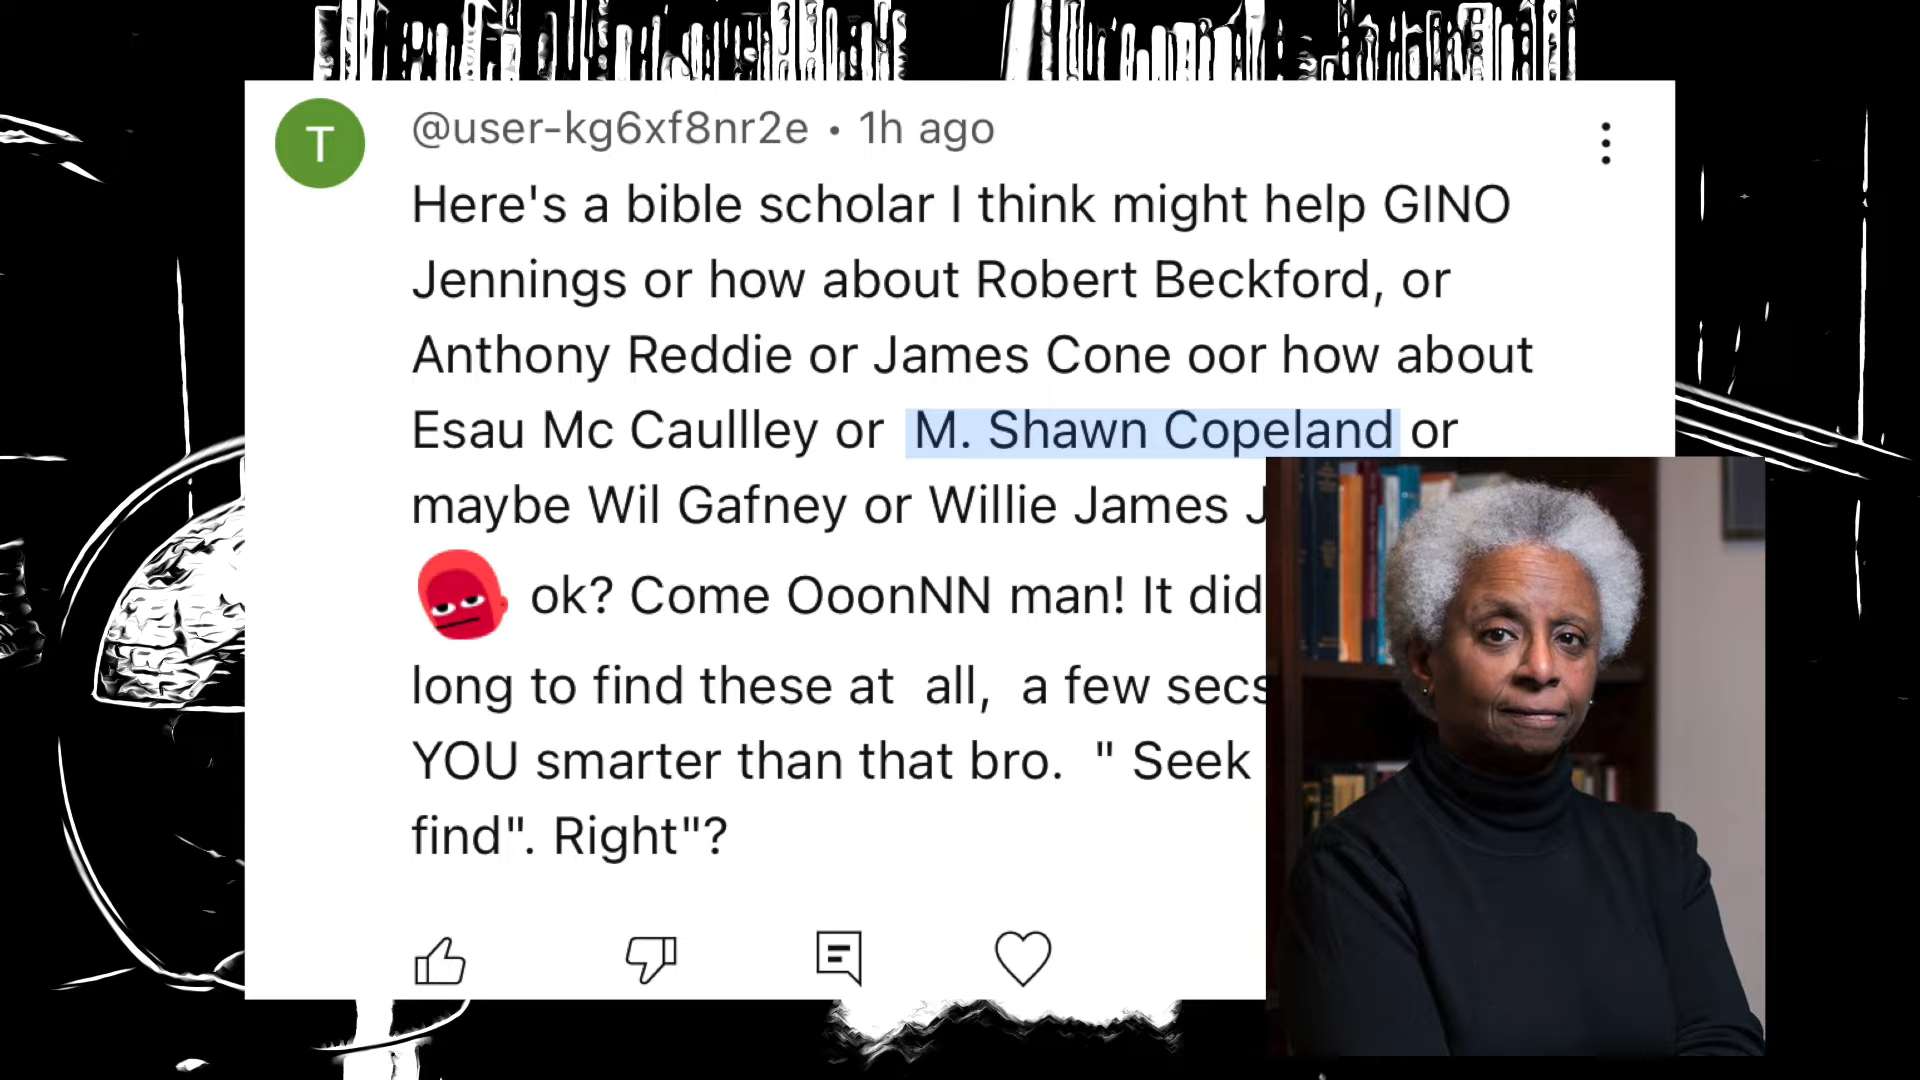 T
@user-kg6xf8nr2e • 1h ago
Here's a bible scholar I think might help GINO
Jennings or how about Robert Beckford, or
Anthony Reddie or James Cone oor how about
Esau Mc Caullley or M. Shawn Copeland or
maybe Wil Gafney or Willie James
ok? Come OoonNN man! It did
long to find these at all, a few secs
YOU smarter than that bro. " Seek
find". Right"?